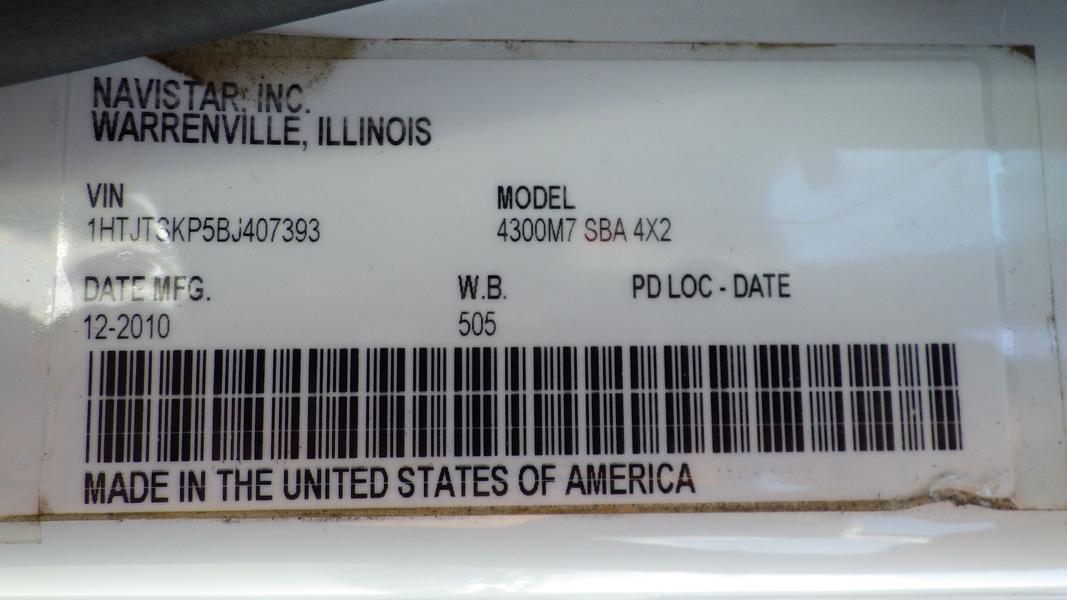 NAVISTAR, INC.
WARRENVILLE, ILLINOIS
VIN MODEL
1HTJTSKP5BJ407393 4300M7 SBA 4X2
DATE MFG. W.B. PD LOC - DATE
12-2010 505
MADE IN THE UNITED STATES OF AMERICA